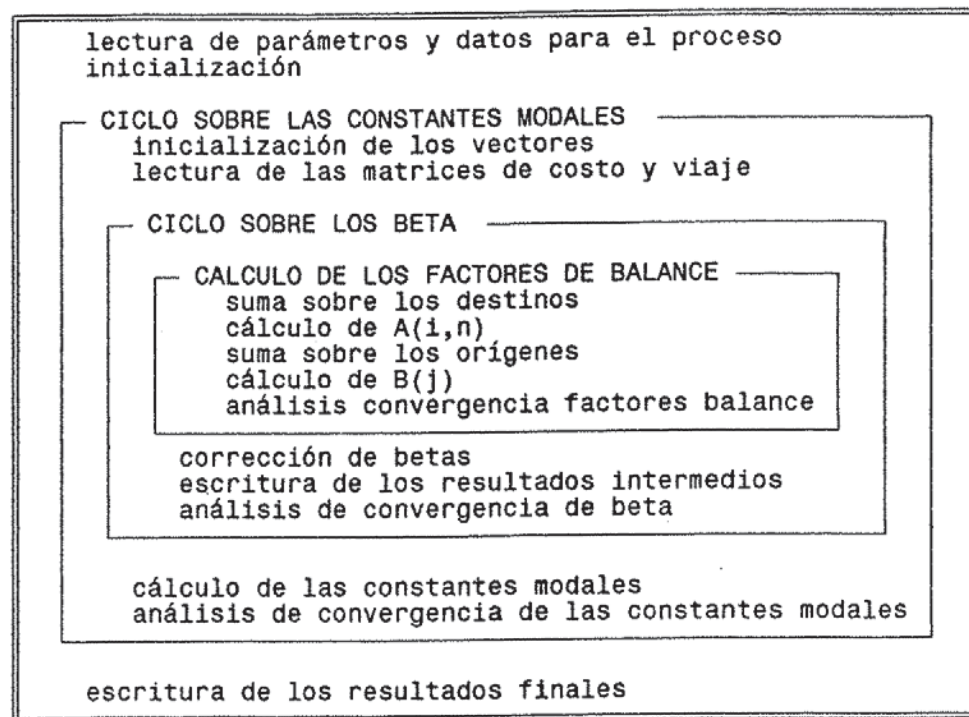 lectura de parámetros y datos para el proceso
inicialización
CICLO SOBRE LAS CONSTANTES MODALES
inicialización de los vectores
lectura de las matrices de costo y viaje
CICLO SOBRE LOS BETA
CALCULO DE LOS FACTORES DE BALANCE
suma sobre los destinos
cálculo de A(i,n)
suma sobre los orígenes
cálculo de B(j)
análisis convergencia factores balance
corrección de betas
escritura de los resultados intermedios
análisis de convergencia de beta
cálculo de las constantes modales
análisis de convergencia de las constantes modales
escritura de los resultados finales